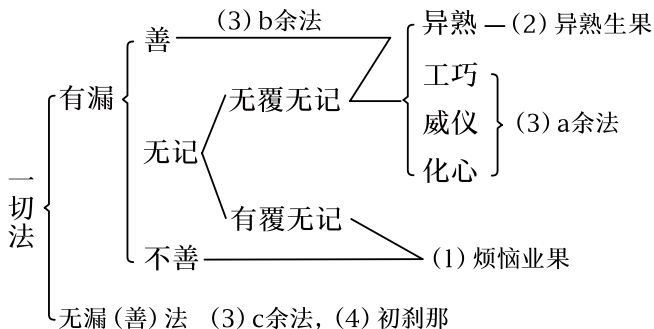 (3) b余法
善
异熟 — (2) 异熟生果
工巧
有漏
无覆无记
威仪
(3) a余法
无记
化心
一切法
有覆无记
不善
(1) 烦恼业果
无漏(善)法 (3) c余法, (4) 初刹那